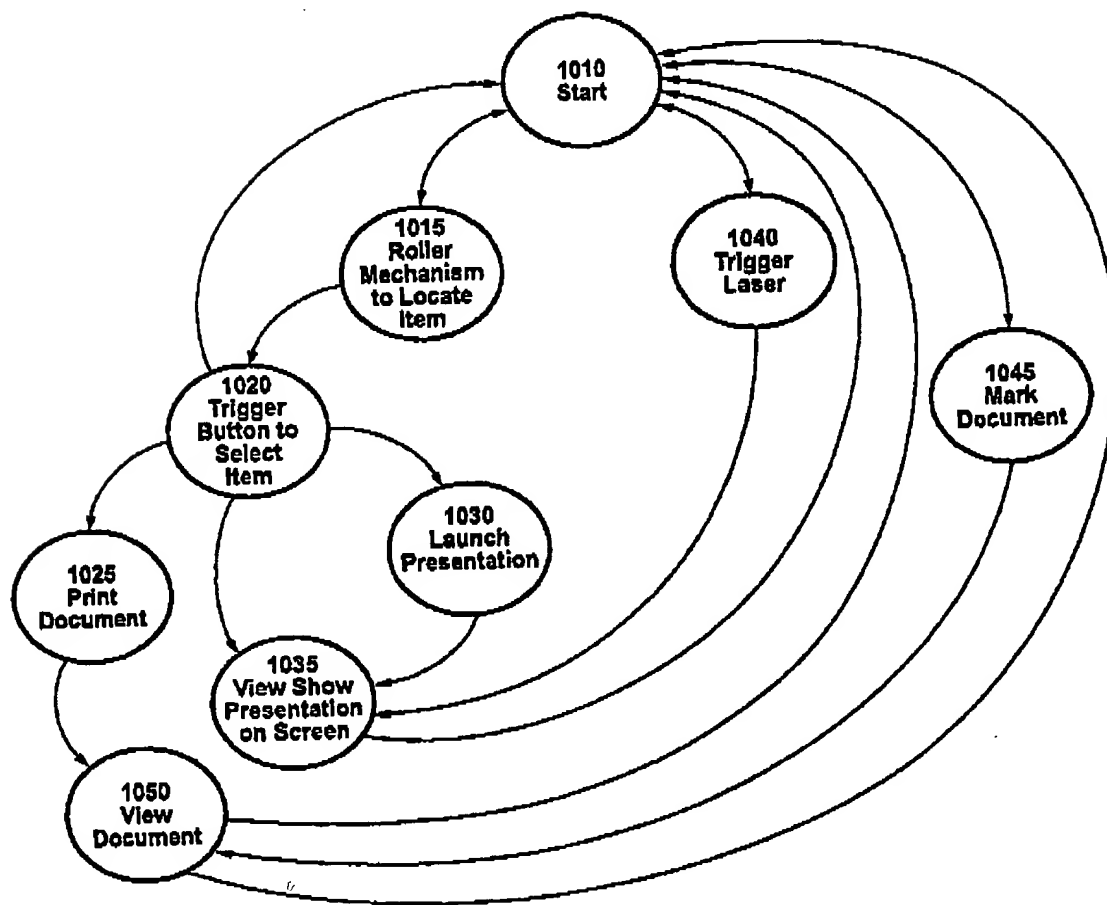 1010
Start
1015
Roller
Mechanism
to Locate
Item
1040
Trigger
Laser
1020
Trigger
Button to
Select
Item
1045
Mark
Document
1030
Launch
Presentation
1025
Print
Document
1035
View Show
Presentation
on Screen
1050
View
Document